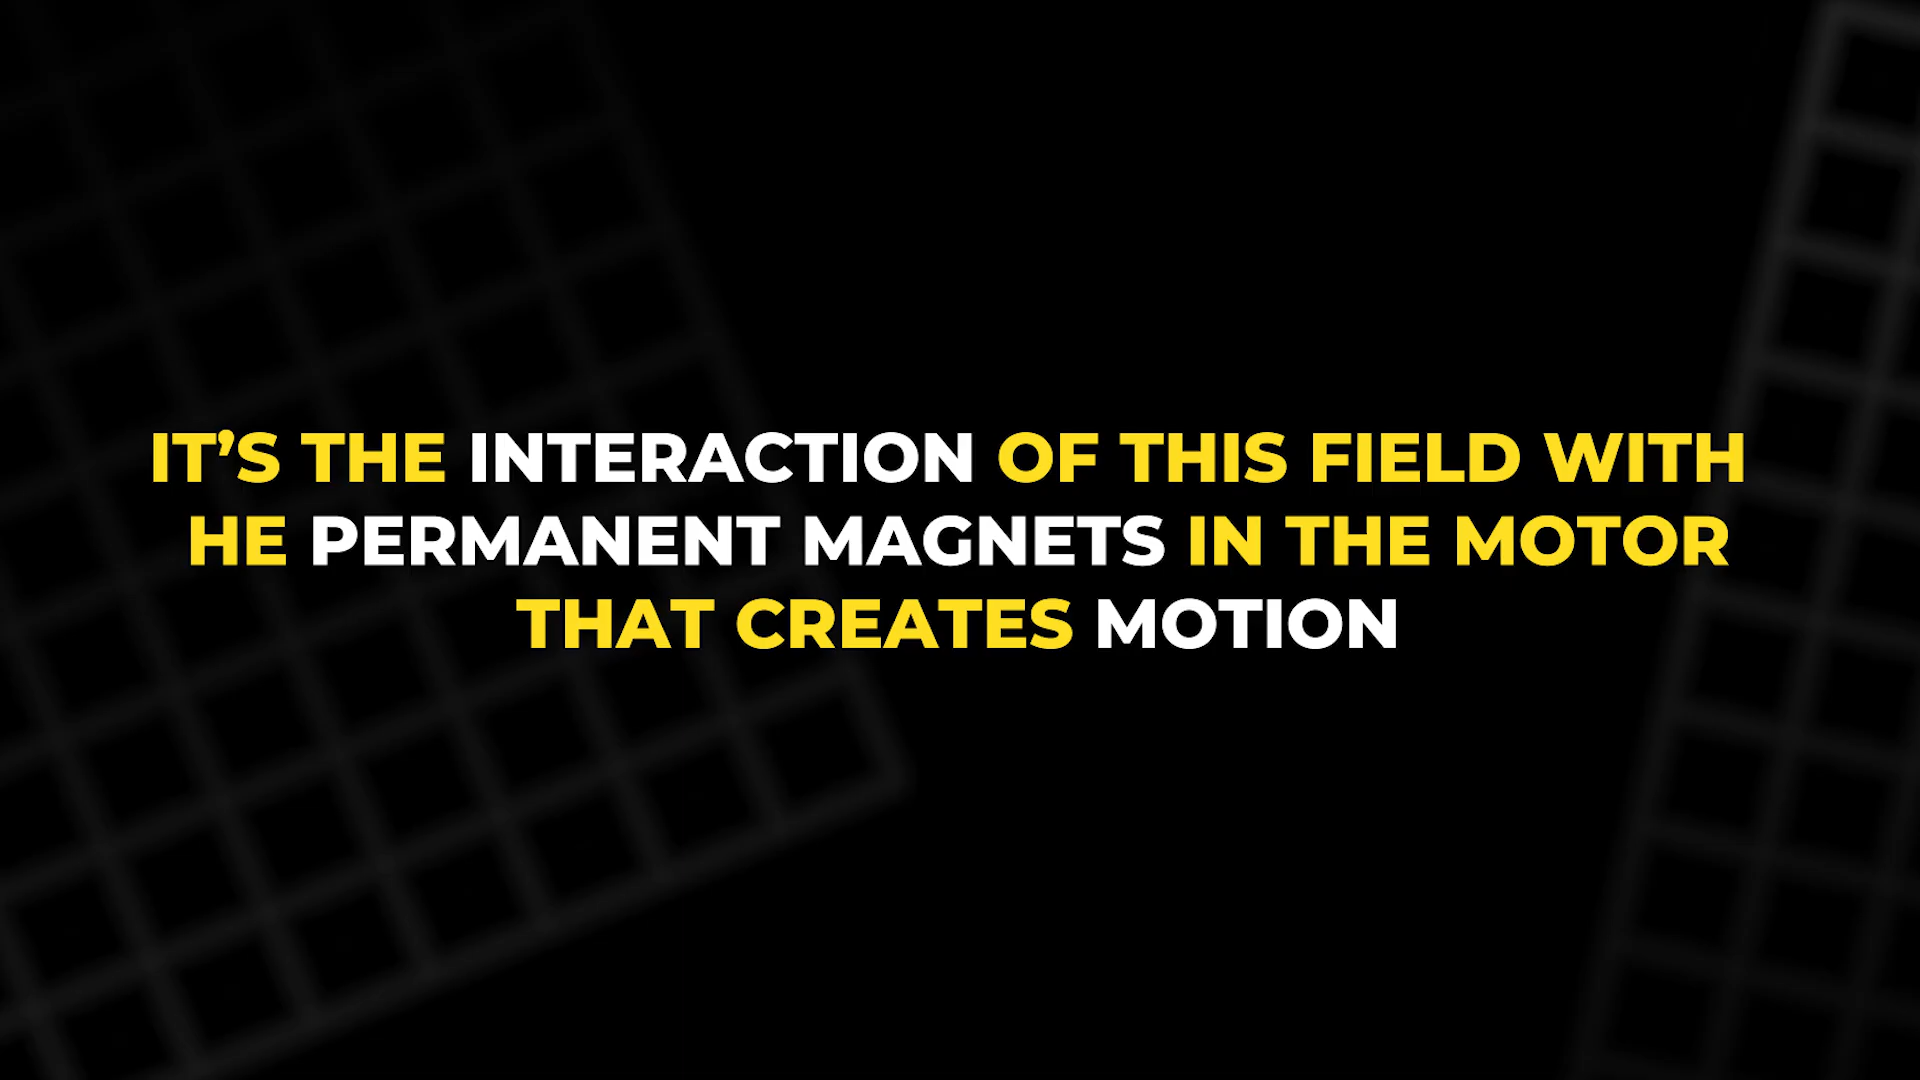 IT’S THE INTERACTION OF THIS FIELD WITH
HE PERMANENT MAGNETS IN THE MOTOR
THAT CREATES MOTION